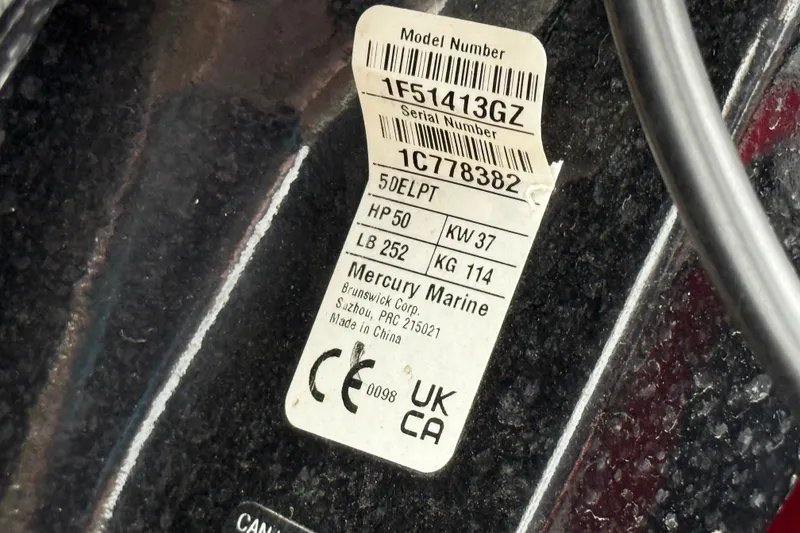 Model Number
1F51413GZ
Serial Number
1C778382
50ELPT
HP 50 KW 37
LB 252 KG 114
Mercury Marine
Brunswick Corp.
Suzhou, PRC 215021
Made in China
CE 0098 UK
CA
CAN